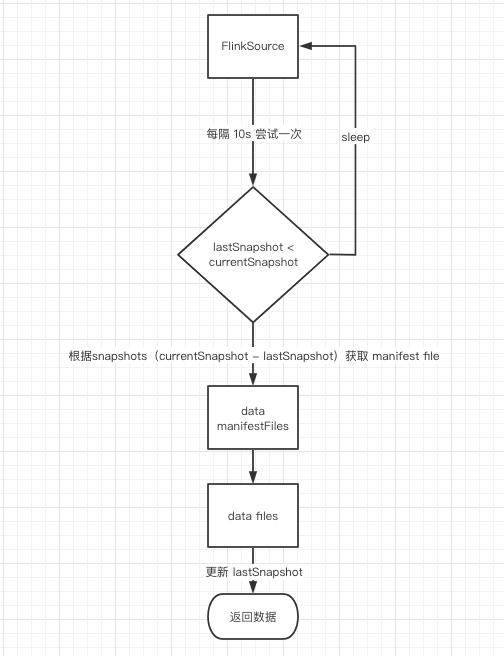 FlinkSource
每隔 10s 尝试一次
sleep
lastSnapshot <
currentSnapshot
根据snapshots（currentSnapshot - lastSnapshot）获取 manifest file
data
manifestFiles
data files
更新 lastSnapshot
返回数据